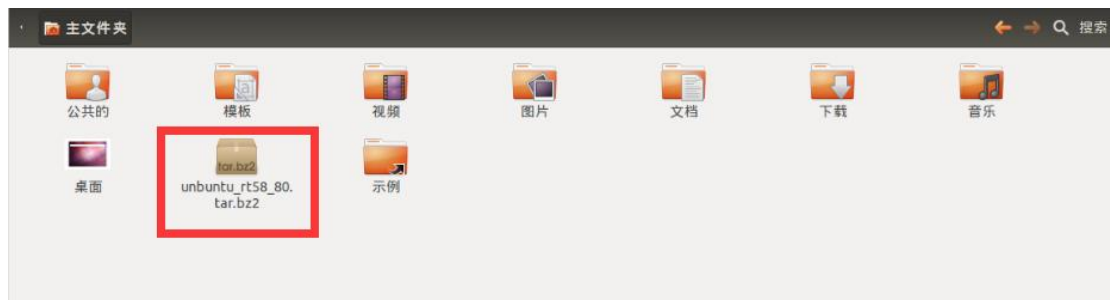 主文件夹
搜索
公共的
模板
视频
图片
文档
下载
音乐
tar.bz2
桌面
unbuntu_rt58_80.
tar.bz2
示例